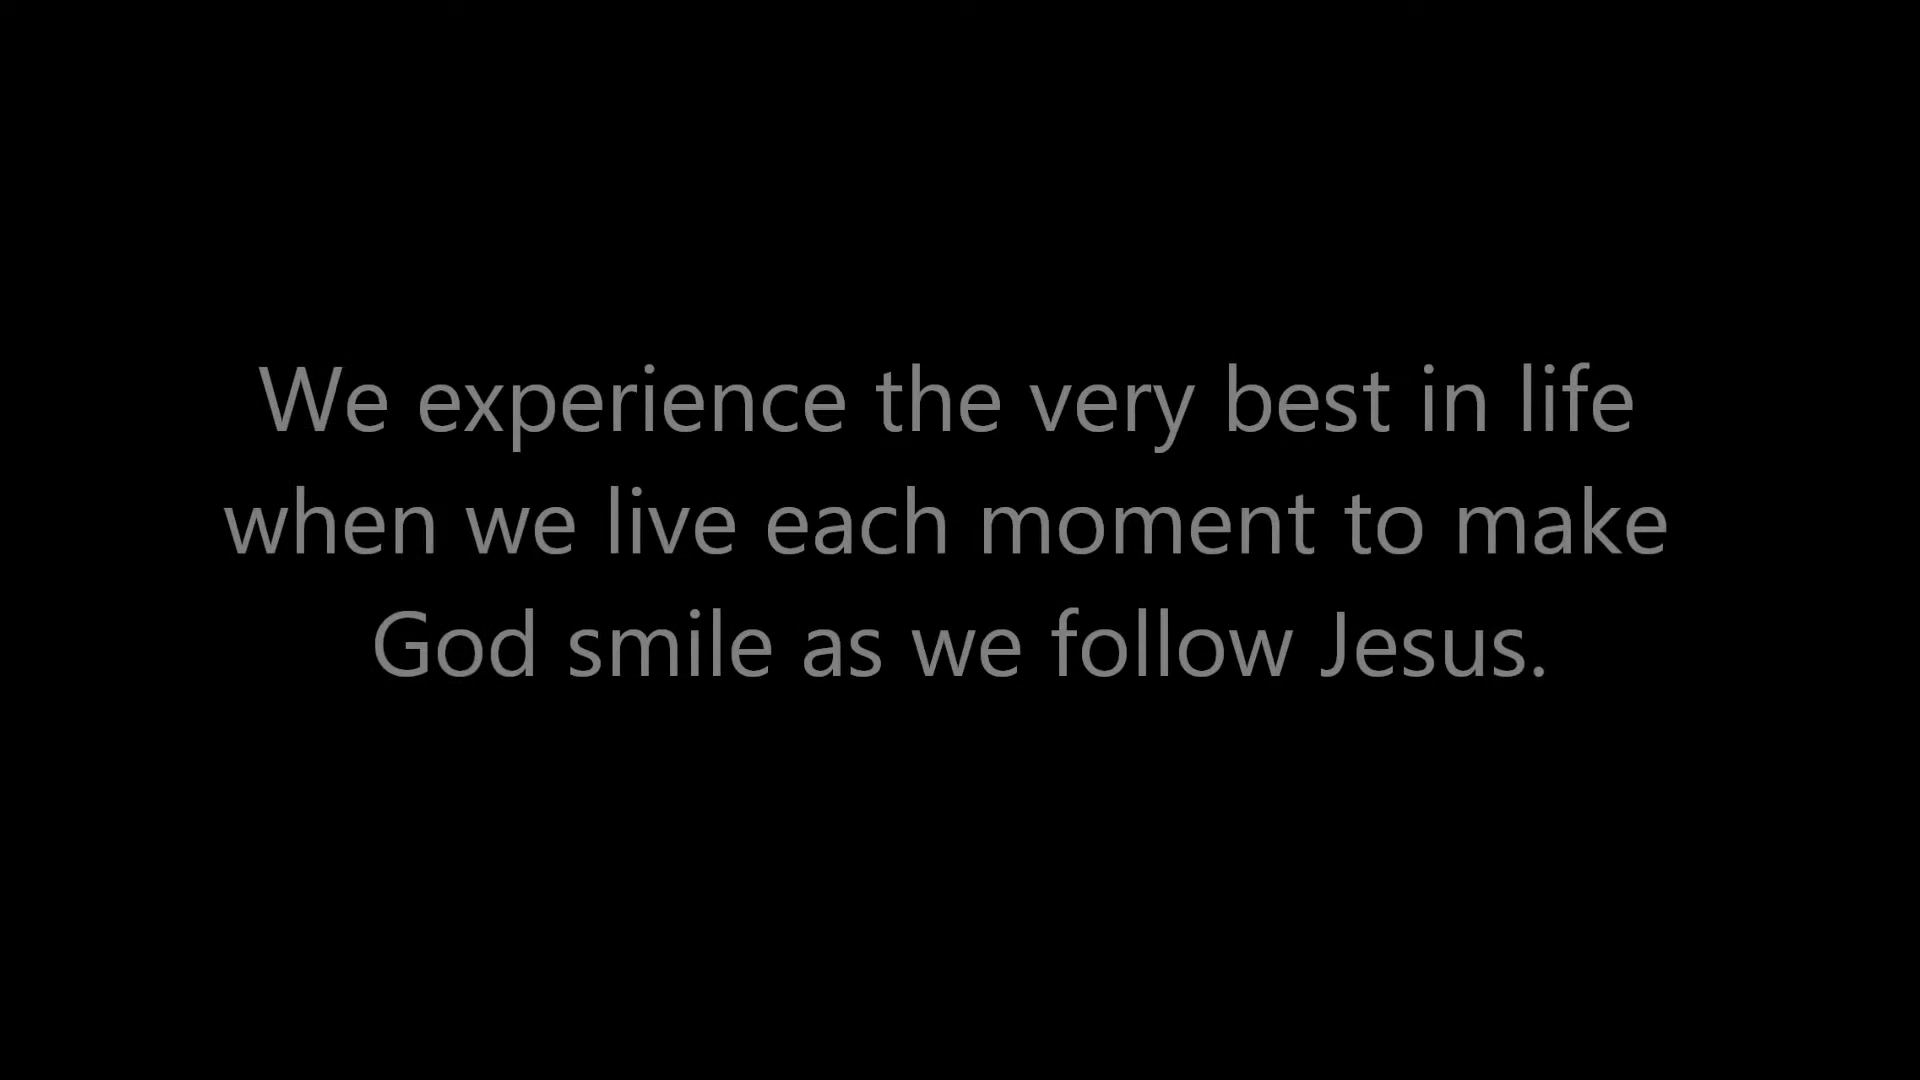 We experience the very best in life
when we live each moment to make
God smile as we follow Jesus.